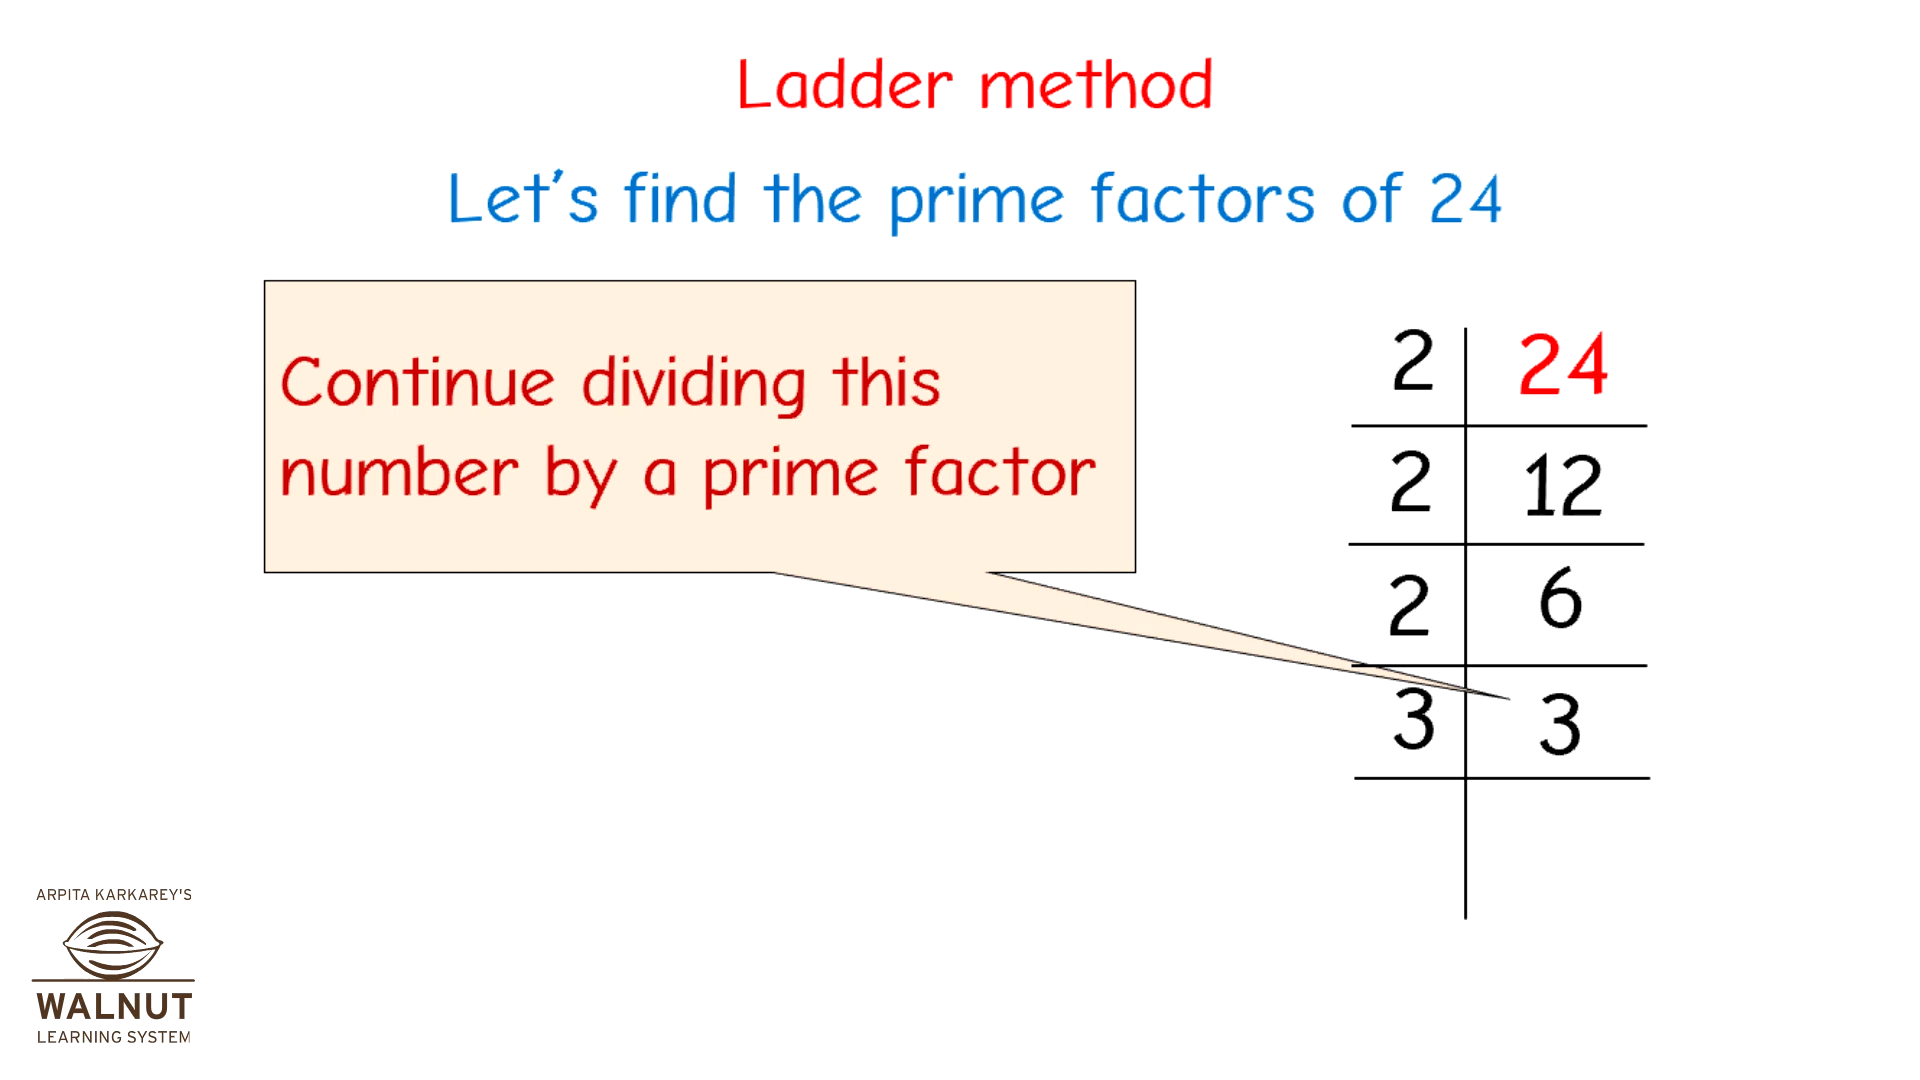 Ladder method
Let's find the prime factors of 24
Continue dividing this
number by a prime factor
2 24
2 12
2 6
3 3
ARPITA KARKAREY'S
WALNUT
LEARNING SYSTEM